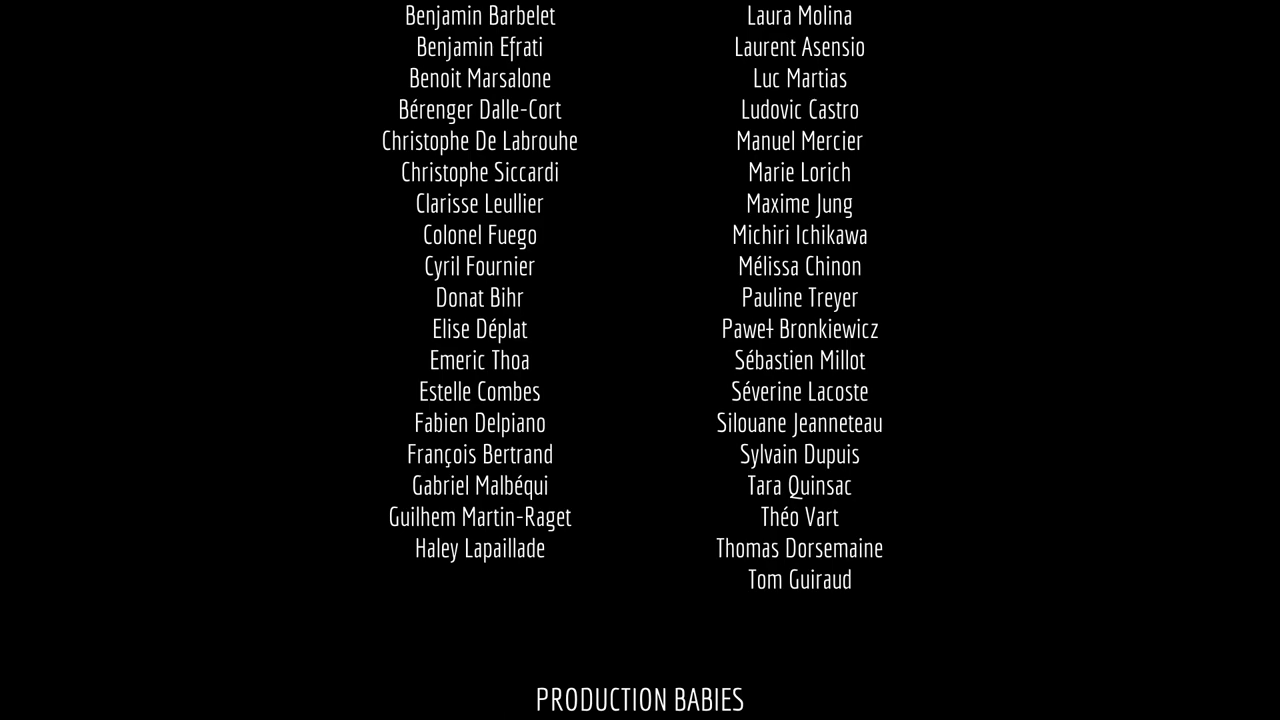 Benjamin Barbelet
Benjamin Efrati
Benoit Marsalone
Bérenger Dalle-Cort
Christophe De Labrouhe
Christophe Siccardi
Clarisse Leullier
Colonel Fuego
Cyril Fournier
Donat Bihr
Elise Déplat
Emeric Thoa
Estelle Combes
Fabien Delpiano
François Bertrand
Gabriel Malbéqui
Guilhem Martin-Raget
Haley Lapaillade
Laura Molina
Laurent Asensio
Luc Martias
Ludovic Castro
Manuel Mercier
Marie Lorich
Maxime Jung
Michiri Ichikawa
Mélissa Chinon
Pauline Treyer
Paweł Bronkiewicz
Sébastien Millot
Séverine Lacoste
Silouane Jeanneteau
Sylvain Dupuis
Tara Quinsac
Théo Vart
Thomas Dorsemaine
Tom Guiraud
PRODUCTION BABIES